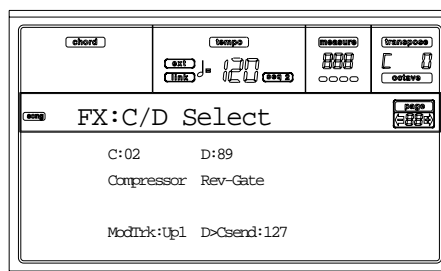 chord tempo measure transpose
ext link ♩= 120 seq 2 888 [ 0
octave
song FX:C/D Select page
C:02 D:89
Compressor Rev-Gate
ModTrk:Up1 D>Csend:127